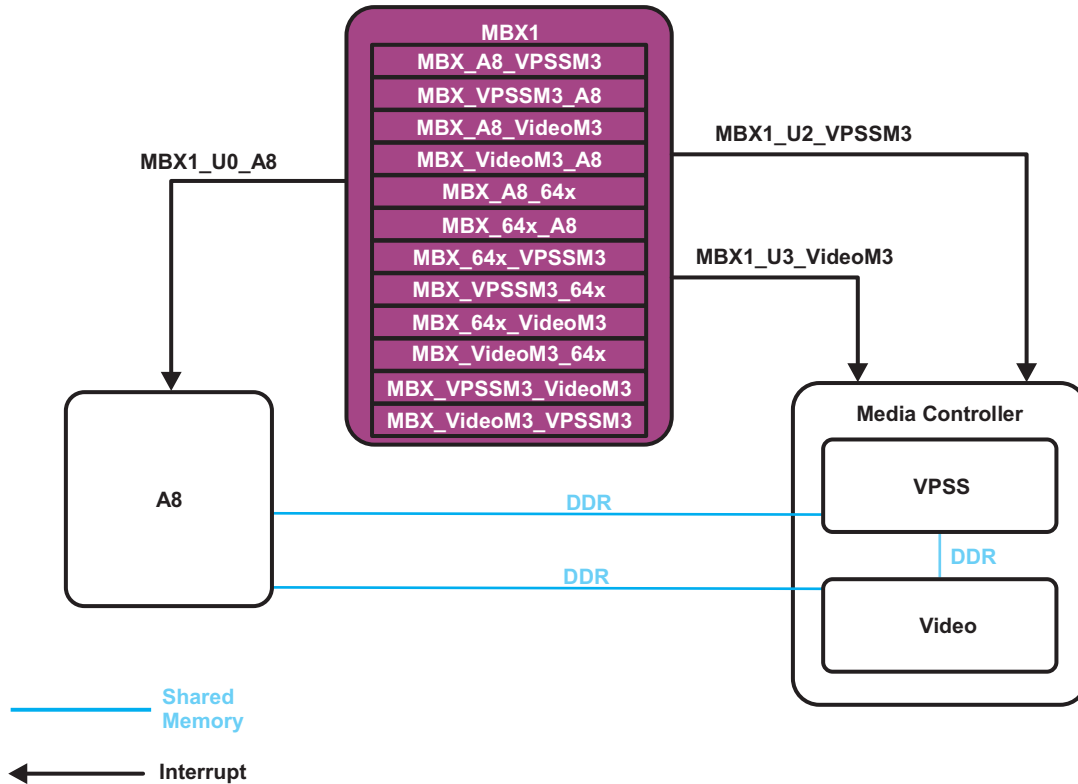 MBX1
MBX_A8_VPSSM3
MBX_VPSSM3_A8
MBX_A8_VideoM3
MBX_VideoM3_A8
MBX_A8_64x
MBX_64x_A8
MBX_64x_VPSSM3
MBX_VPSSM3_64x
MBX_64x_VideoM3
MBX_VideoM3_64x
MBX_VPSSM3_VideoM3
MBX_VideoM3_VPSSM3
MBX1_U0_A8
MBX1_U2_VPSSM3
MBX1_U3_VideoM3
A8
Media Controller
VPSS
DDR
DDR
DDR
Video
Shared
Memory
Interrupt